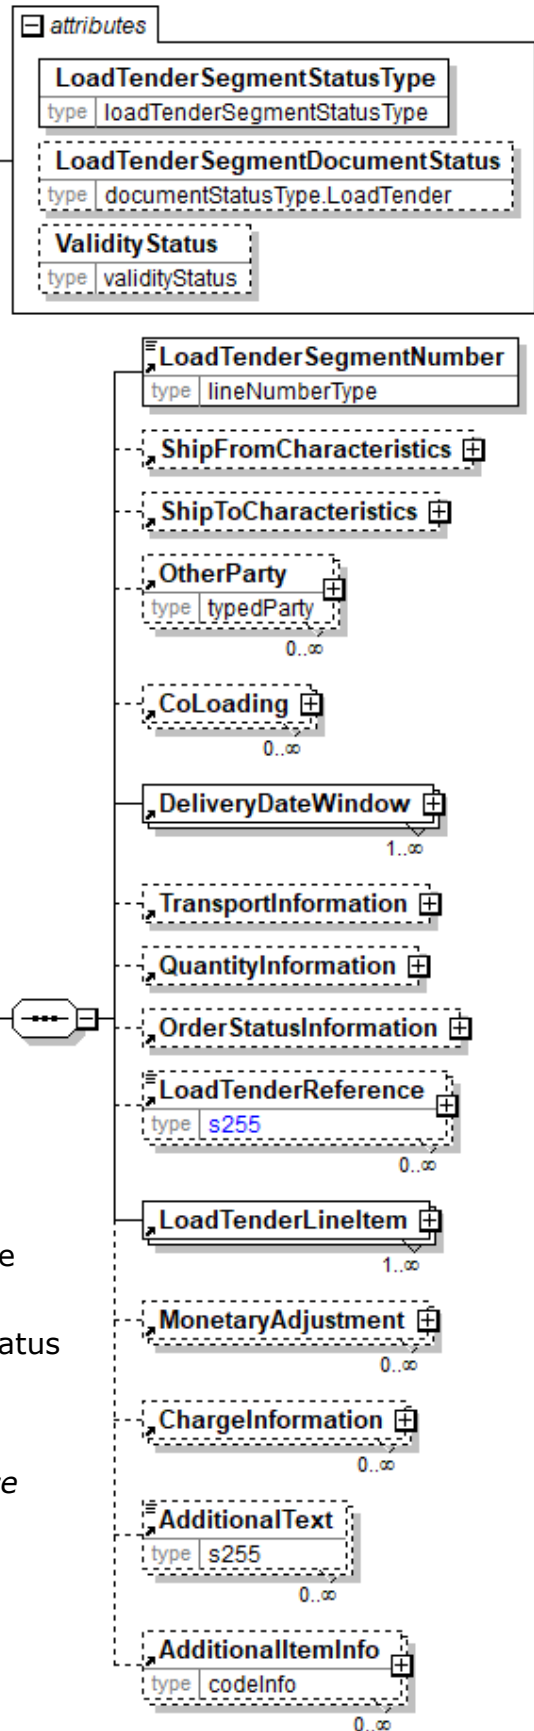 attributes
LoadTenderSegmentStatusType
type loadTenderSegmentStatusType
LoadTenderSegmentDocumentStatus
type documentStatusType.LoadTender
ValidityStatus
type validityStatus
LoadTenderSegmentNumber
type lineNumberType
ShipFromCharacteristics
ShipToCharacteristics
OtherParty
type typedParty
0..∞
CoLoading
0..∞
DeliveryDateWindow
1..∞
TransportInformation
QuantityInformation
OrderStatusInformation
LoadTenderReference
type s255
0..∞
LoadTenderLineItem
e
1..∞
MonetaryAdjustment
atus
0..∞
ChargeInformation
0..∞
e
AdditionalText
type s255
0..∞
AdditionalItemInfo
type codeInfo
0..∞